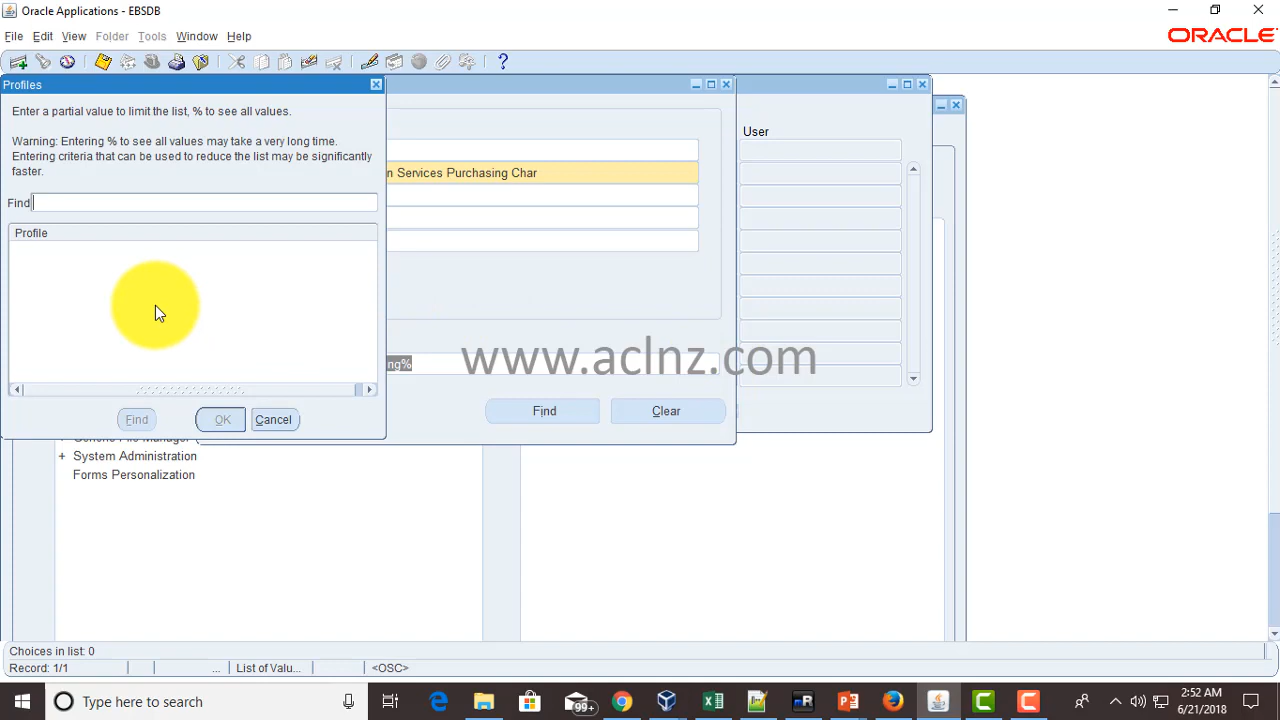 Oracle Applications - EBSDB
File Edit View Folder Tools Window Help
ORACLE
Profiles
Enter a partial value to limit the list, % to see all values.
Warning: Entering % to see all values may take a very long time.
Entering criteria that can be used to reduce the list may be significantly
faster.
Find
Profile
Find OK Cancel
n Services Purchasing Char
ng%
Find Clear
User
www.aclnz.com
+ System Administration
Forms Personalization
Choices in list: 0
Record: 1/1 ... List of Valu... <OSC>
Type here to search
99+
R
2:52 AM
6/21/2018